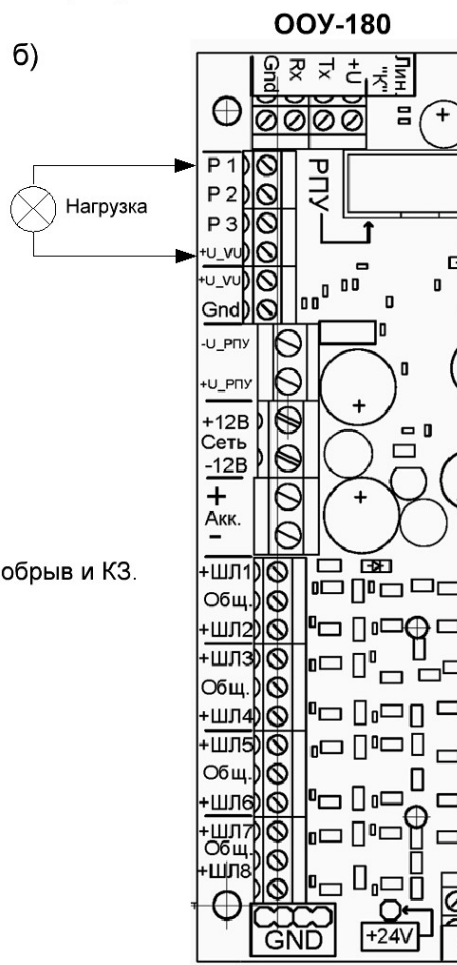 ООУ-180
б)
Gnd Rx Tx +U Лин. "К"
+
P 1
P 2
Нагрузка
P 3
+U_VU
РПУ
+U_VU
Gnd
-U_РПУ
+U_РПУ
+
+12В
Сеть
-12В
+
+
Акк.
-
обрыв и КЗ.
+ШЛ1
Общ.
+ШЛ2
+ШЛ3
Общ.
+ШЛ4
+ШЛ5
Общ.
+ШЛ6
+ШЛ7
Общ.
+ШЛ8
GND
+24V